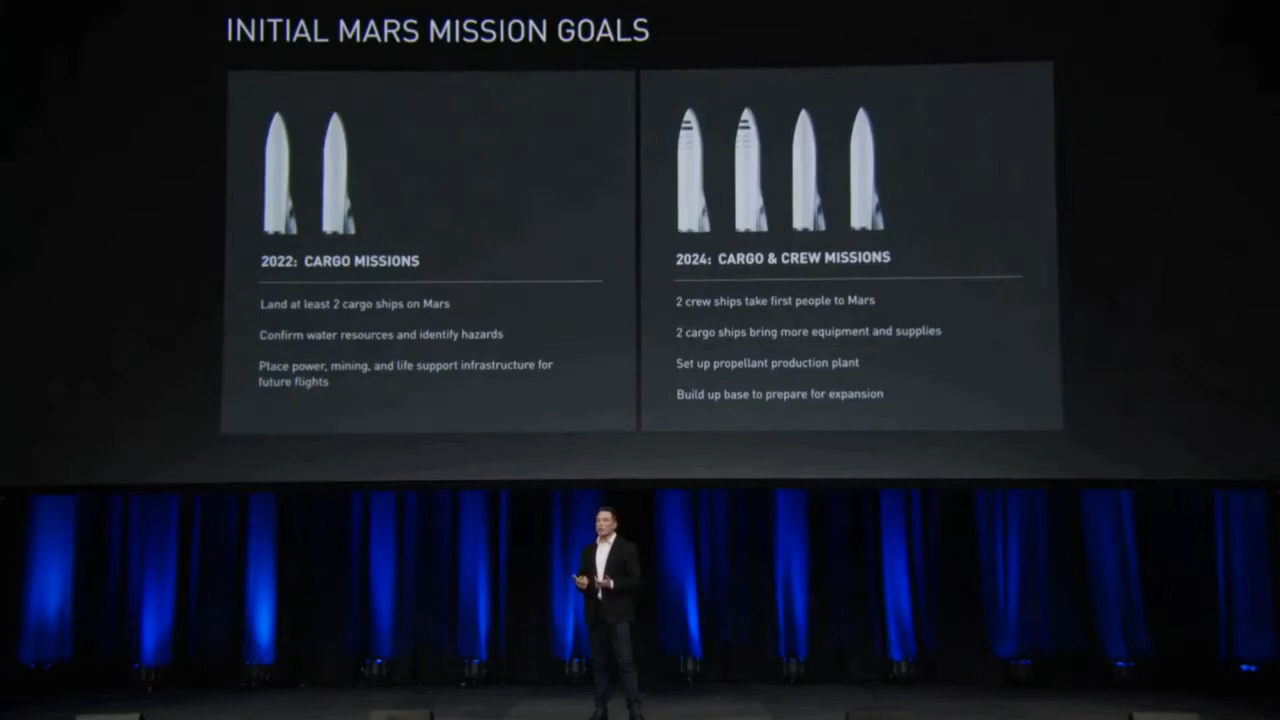 INITIAL MARS MISSION GOALS
2022: CARGO MISSIONS
Land at least 2 cargo ships on Mars
Confirm water resources and identify hazards
Place power, mining, and life support infrastructure for
future flights
2024: CARGO & CREW MISSIONS
2 crew ships take first people to Mars
2 cargo ships bring more equipment and supplies
Set up propellant production plant
Build up base to prepare for expansion